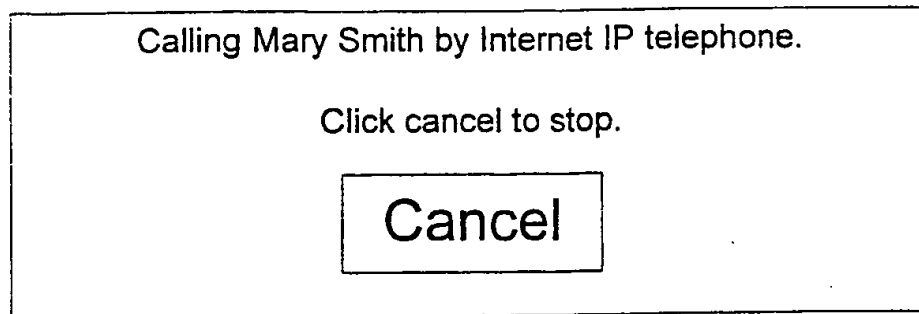 Calling Mary Smith by Internet IP telephone.
Click cancel to stop.
Cancel